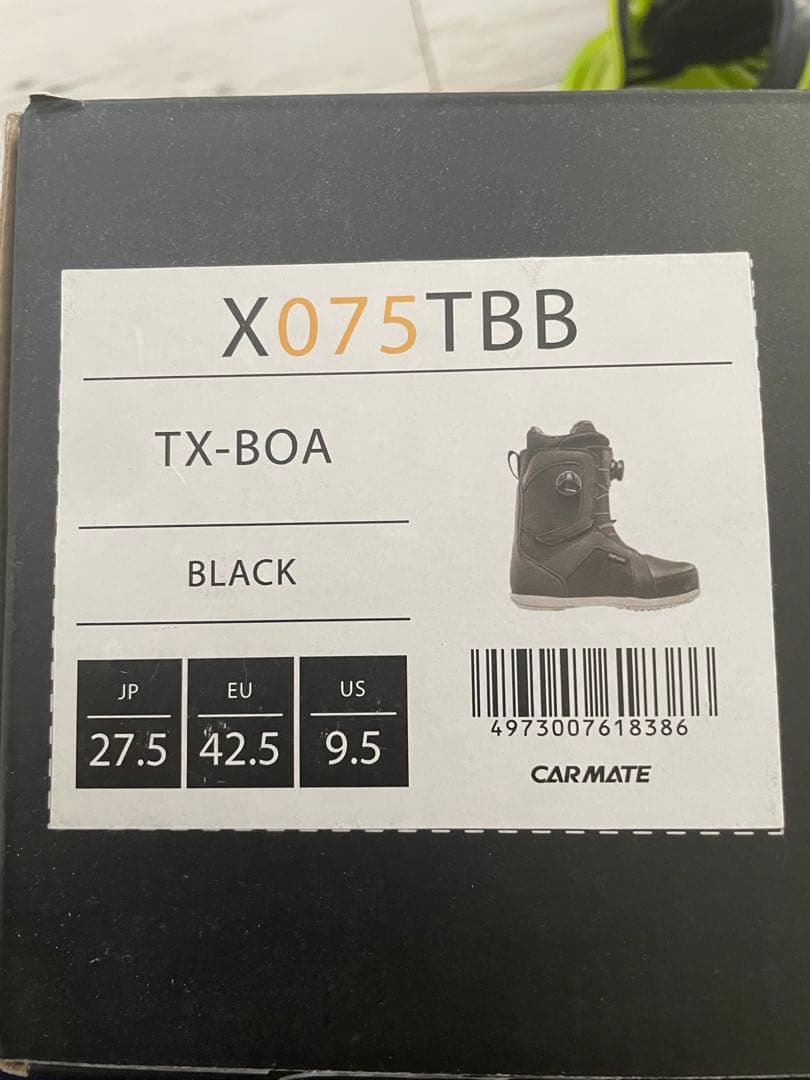 X075TBB
TX-BOA
BLACK
JP
27.5
EU
42.5
US
9.5
4973007618386
CARMATE